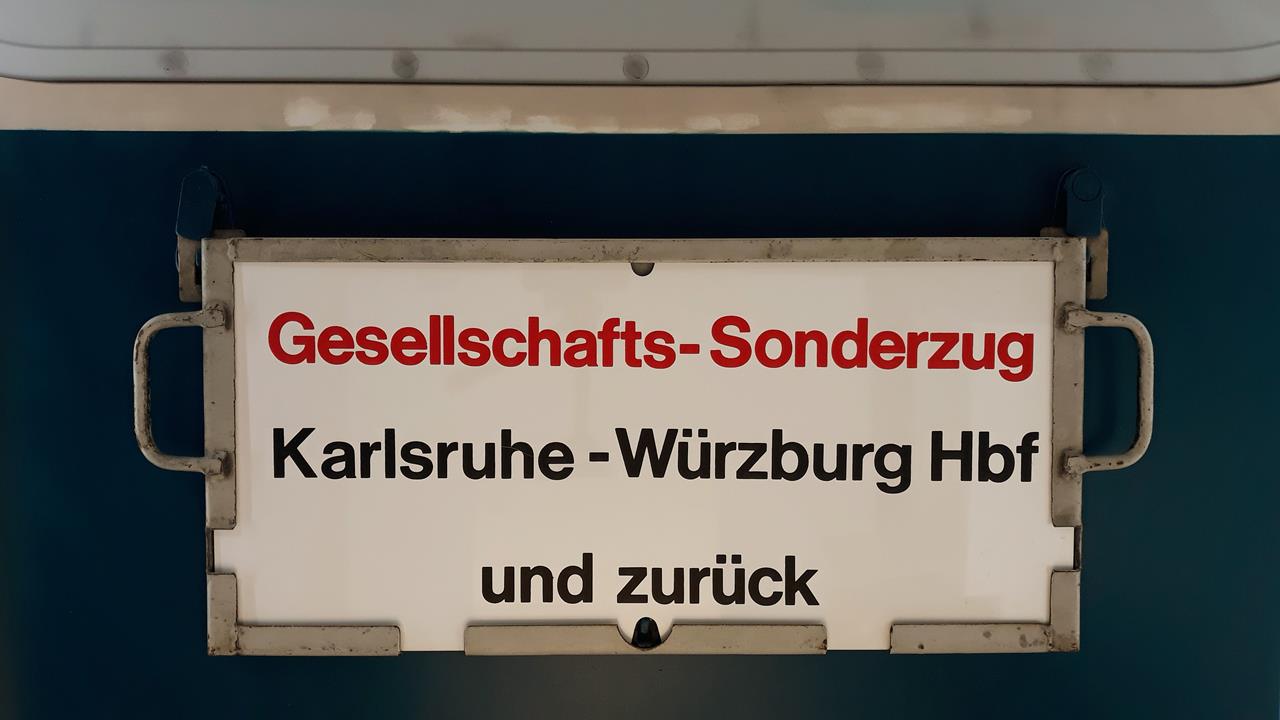 Gesellschafts-Sonderzug
Karlsruhe - Würzburg Hbf
und zurück